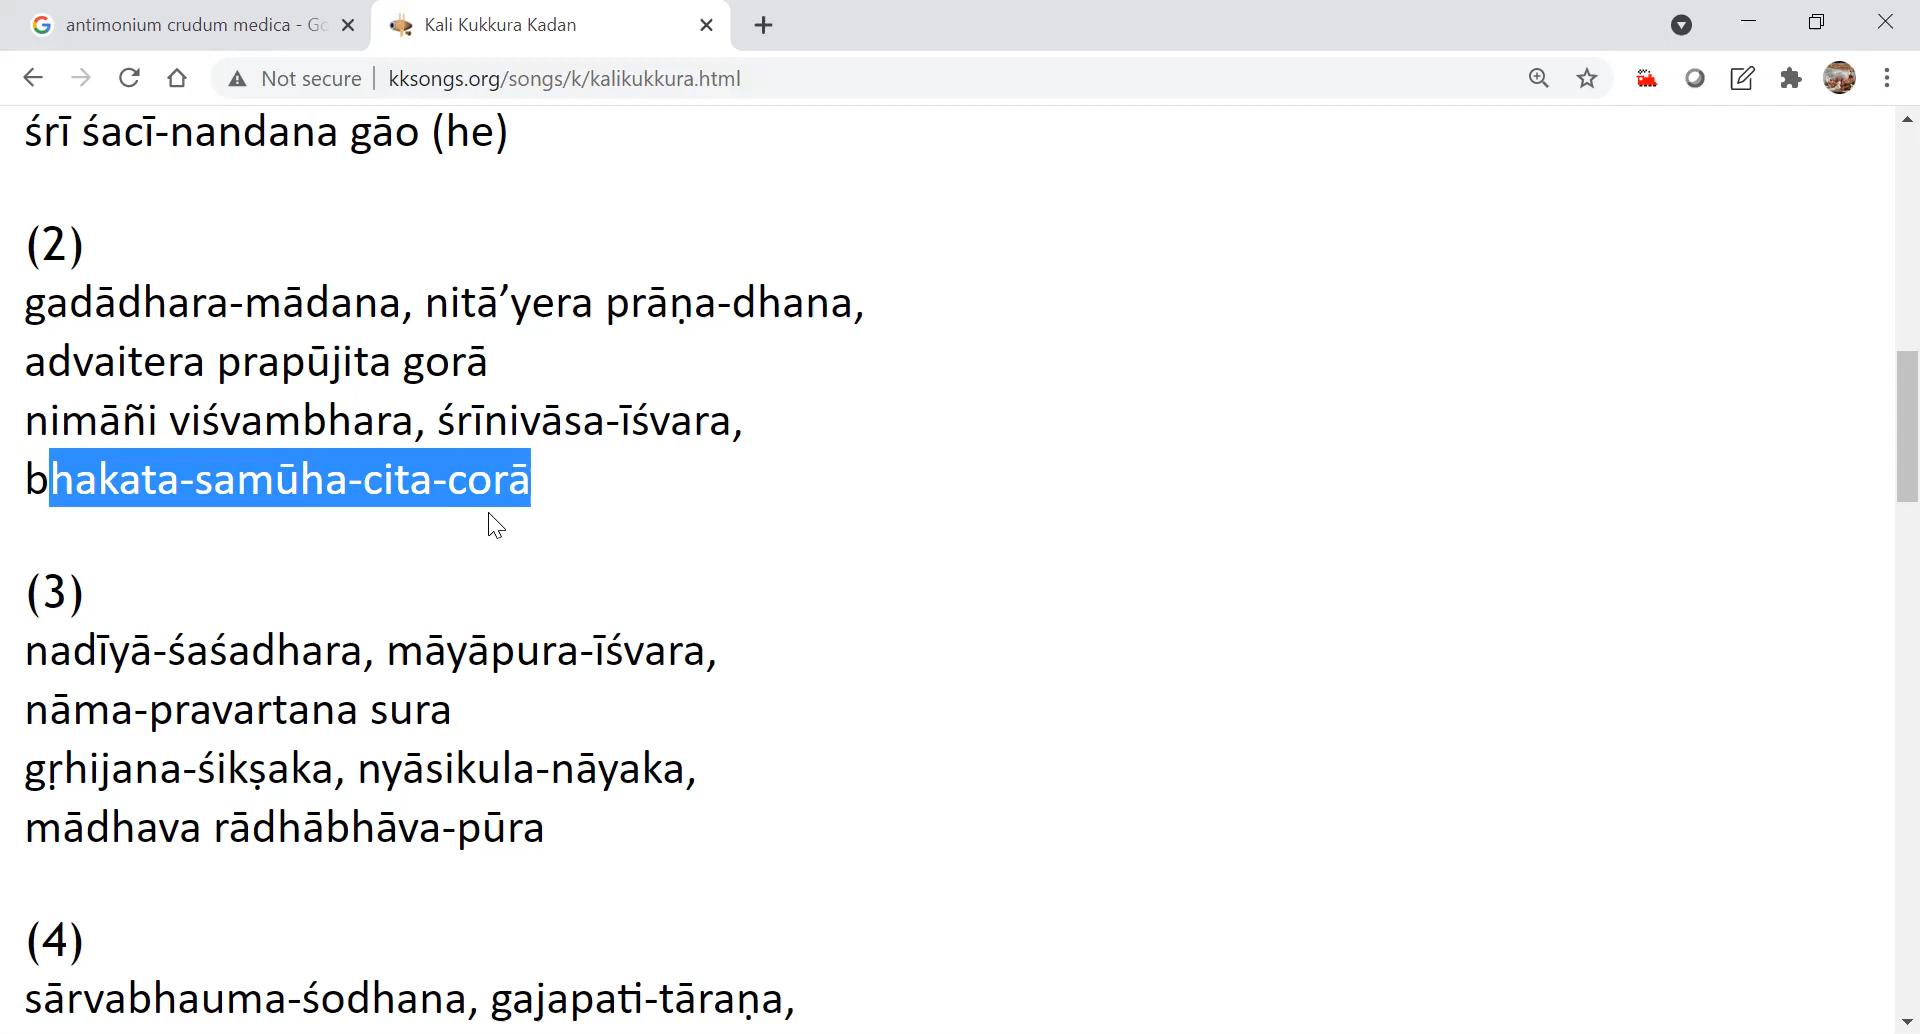 antimonium crudum medica - Go
Kali Kukkura Kadan
Not secure
kksongs.org/songs/k/kalikukkura.html
śrī śacī-nandana gāo (he)
(2)
gadādhara-mādana, nitā’yera prāṇa-dhana,
advaitera prapūjita gorā
nimāñi viśvambhara, śrīnivāsa-īśvara,
bhakata-samūha-cita-corā
(3)
nadīyā-śaśadhara, māyāpura-īśvara,
nāma-pravartana sura
gṛhijana-śikṣaka, nyāsikula-nāyaka,
mādhava rādhābhāva-pūra
(4)
sārvabhauma-śodhana, gajapati-tāraṇa,